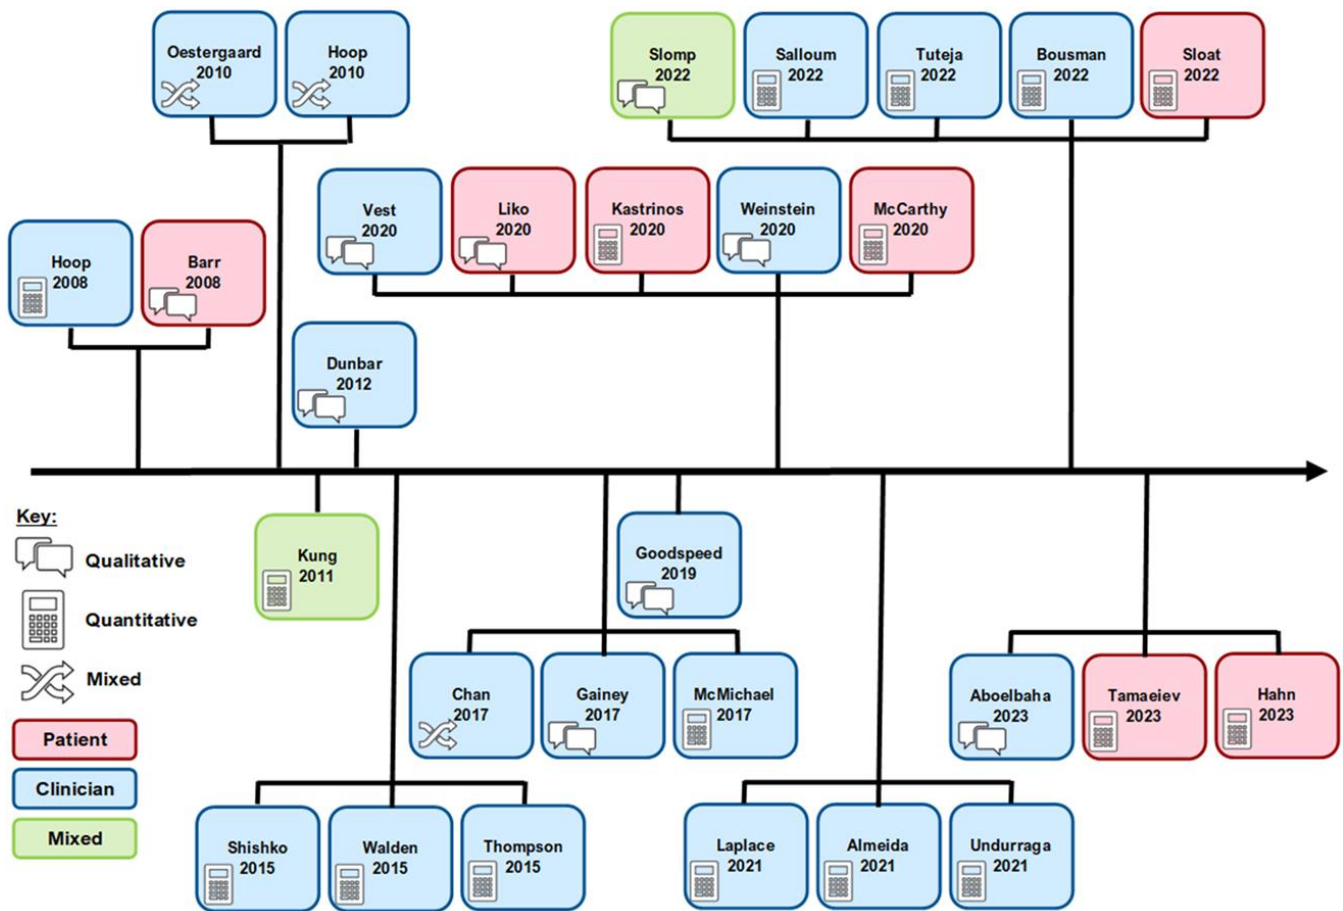 Oestergaard
2010
Hoop
2010
Slomp
2022
Salloum
2022
Tuteja
2022
Bousman
2022
Sloat
2022
Vest
2020
Liko
2020
Kastrinos
2020
Weinstein
2020
McCarthy
2020
Hoop
2008
Barr
2008
Dunbar
2012
Key:
Qualitative
Quantitative
Mixed
Patient
Clinician
Mixed
Kung
2011
Goodspeed
2019
Chan
2017
Gainey
2017
McMichael
2017
Aboelbaha
2023
Tamaeiev
2023
Hahn
2023
Shishko
2015
Walden
2015
Thompson
2015
Laplace
2021
Almeida
2021
Undurraga
2021